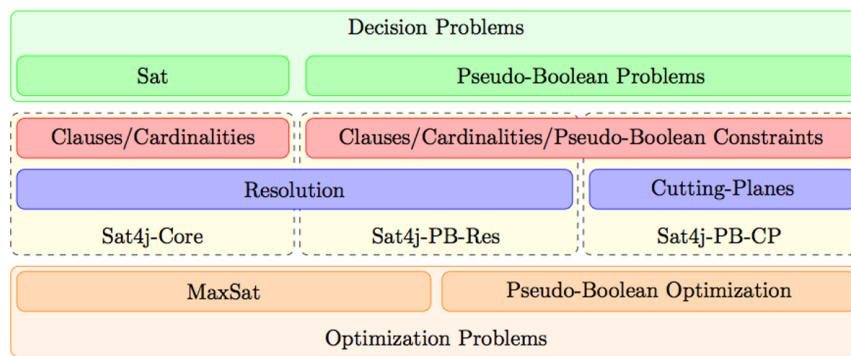 Decision Problems
Sat
Pseudo-Boolean Problems
Clauses/Cardinalities
Clauses/Cardinalities/Pseudo-Boolean Constraints
Resolution
Cutting-Planes
Sat4j-Core
Sat4j-PB-Res
Sat4j-PB-CP
MaxSat
Pseudo-Boolean Optimization
Optimization Problems